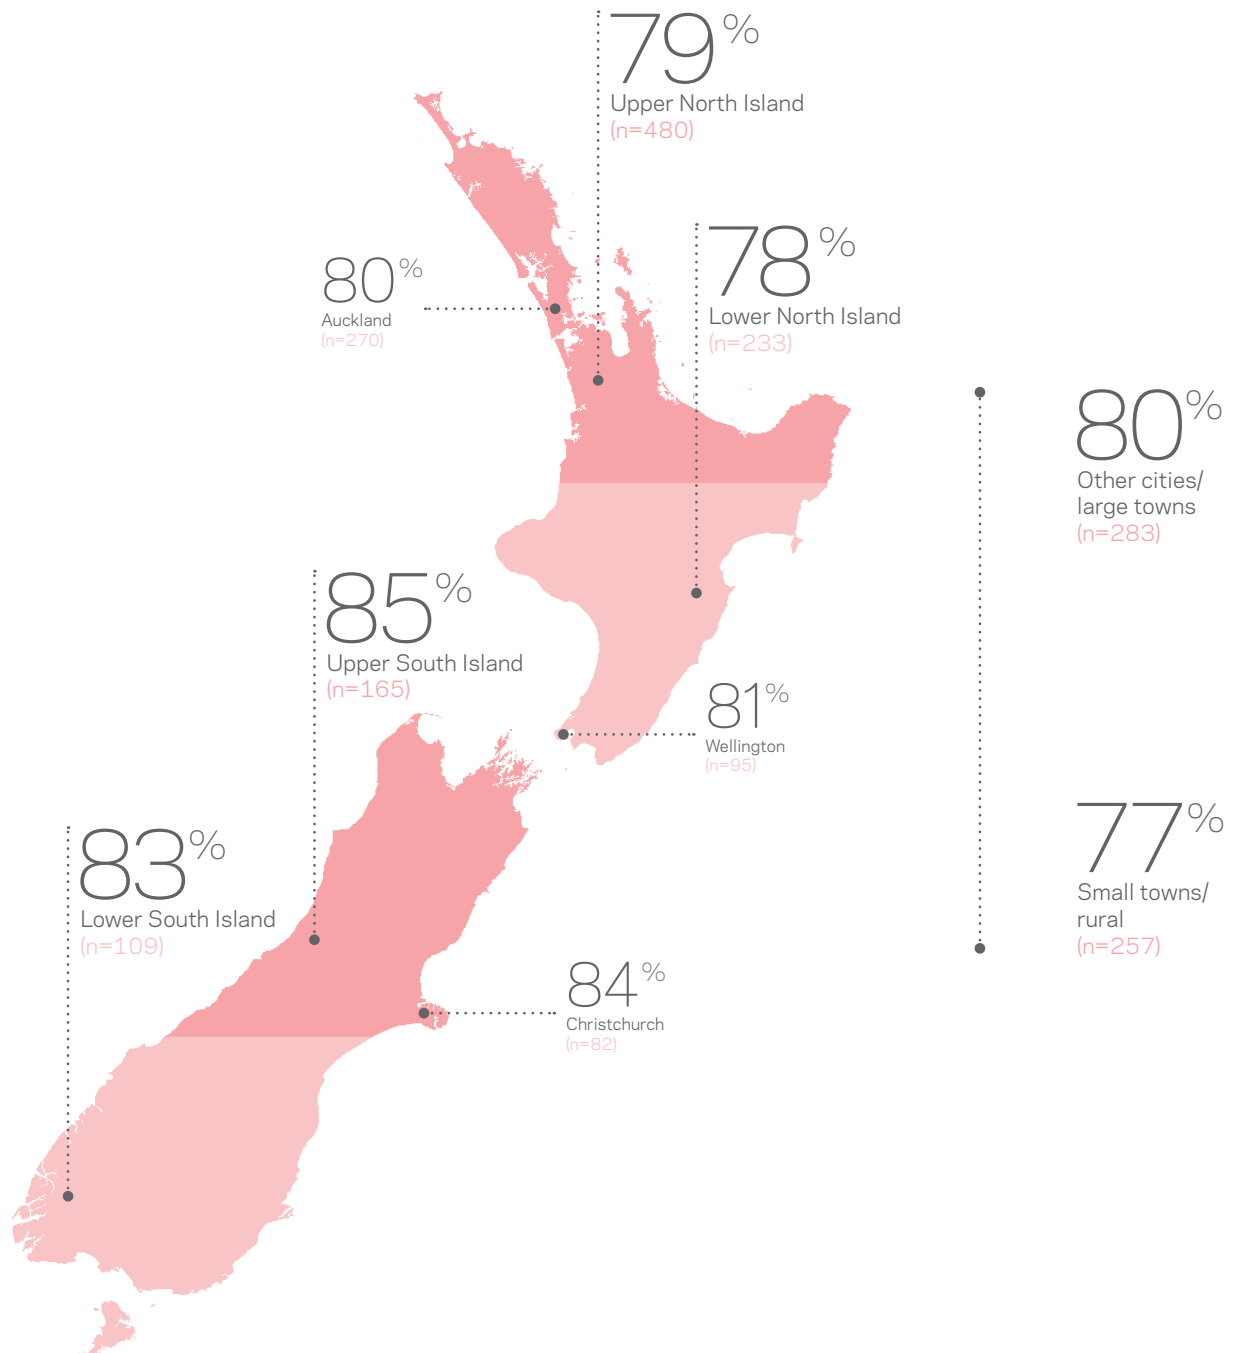 79%
Upper North Island
(n=480)
78%
Lower North Island
(n=233)
80%
Auckland
(n=270)
80%
Other cities/
large towns
(n=283)
85%
Upper South Island
(n=165)
81%
Wellington
(n=95)
77%
Small towns/
rural
(n=257)
83%
Lower South Island
(n=109)
84%
Christchurch
(n=82)